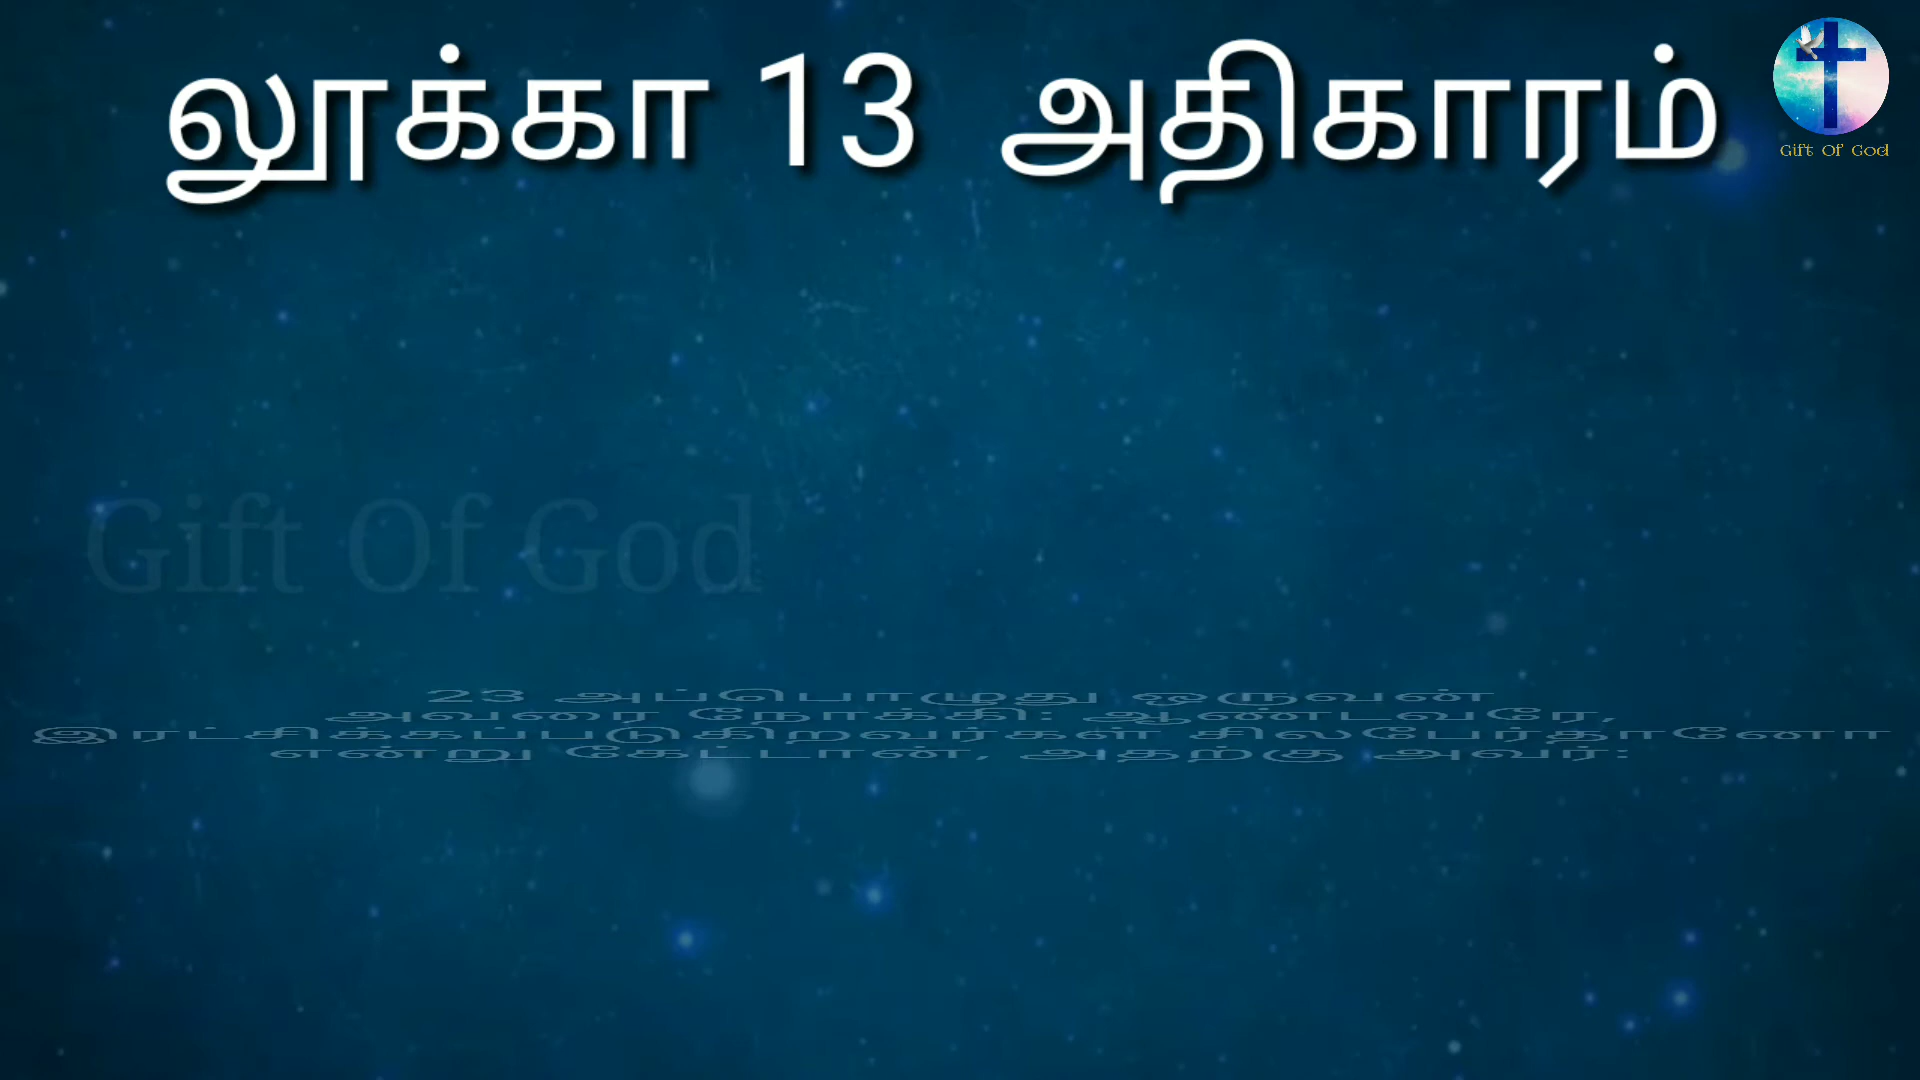 லூக்கா 13 அதிகாரம்
Gift Of God
Gift Of God
23 அப்பொழுது ஒருவன்
அவரை நோக்கி: ஆண்டவரே,
இரட்சிக்கப்படுகிறவர்கள் சிலபேர்தானோ
என்று கேட்டான், அதற்கு அவர்: